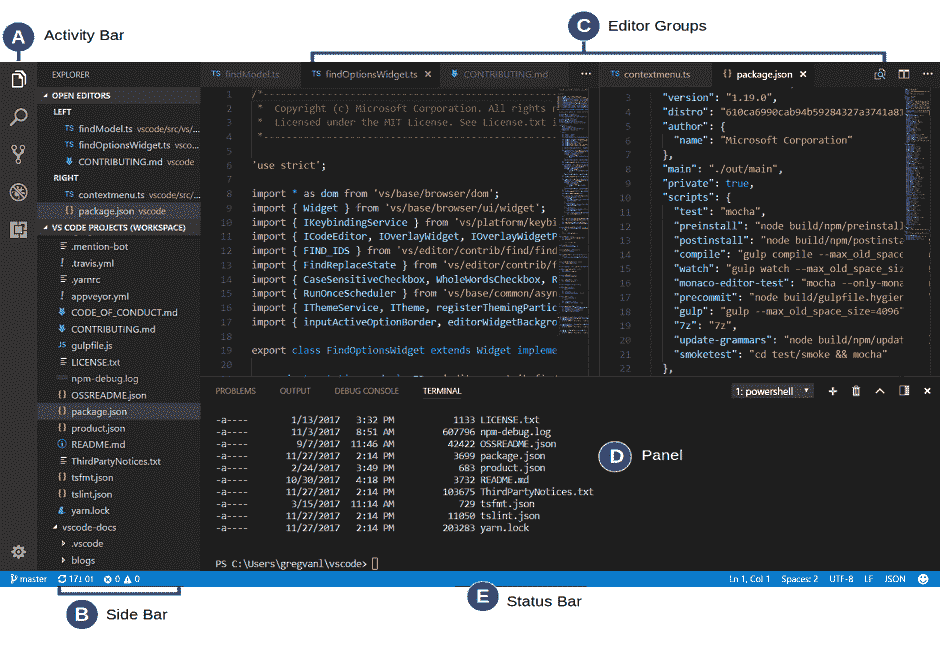 A Activity Bar
C Editor Groups
EXPLORER
OPEN EDITORS
LEFT
TS findModel.ts vscode/src/vs/...
TS findOptionsWidget.ts vsco...
CONTRIBUTING.md vscode
RIGHT
TS contextmenu.ts vscode/src/...
{} package.json vscode
VS CODE PROJECTS (WORKSPACE)
.mention-bot
! .travis.yml
.yarnrc
! appveyor.yml
CODE_OF_CONDUCT.md
CONTRIBUTING.md
JS gulpfile.js
LICENSE.txt
npm-debug.log
{} OSSREADME.json
{} package.json
{} product.json
README.md
ThirdPartyNotices.txt
{} tsfmt.json
{} tslint.json
yarn.lock
vscode-docs
.vscode
blogs
TS findModel.ts
TS findOptionsWidget.ts ×
CONTRIBUTING.md
...
1 /*---
2 * Copyright (c) Microsoft Corporation. All rights r
3 * Licensed under the MIT License. See License.txt i
4 *---
5
6 'use strict';
7
8 import * as dom from 'vs/base/browser/dom';
9 import { Widget } from 'vs/base/browser/ui/widget';
10 import { IKeybindingService } from 'vs/platform/keybi
11 import { ICodeEditor, IOverlayWidget, IOverlayWidgetP
12 import { FIND_IDS } from 'vs/editor/contrib/find/find
13 import { FindReplaceState } from 'vs/editor/contrib/f
14 import { CaseSensitiveCheckbox, WholeWordsCheckbox, R
15 import { RunOnceScheduler } from 'vs/base/common/asyn
16 import { IThemeService, ITheme, registerThemingPartic
17 import { inputActiveOptionBorder, editorWidgetBackgro
18
19 export class FindOptionsWidget extends Widget impleme
20
TS contextmenu.ts
{} package.json ×
...
3 "version": "1.19.0",
4 "distro": "610ca6990cab94b59284327a3741a81
5 "author": {
6 "name": "Microsoft Corporation"
7 },
8 "main": "./out/main",
9 "private": true,
10 "scripts": {
11 "test": "mocha",
12 "preinstall": "node build/npm/preinstall
13 "postinstall": "node build/npm/postinsta
14 "compile": "gulp compile --max_old_space
15 "watch": "gulp watch --max_old_space_siz
16 "monaco-editor-test": "mocha --only-mona
17 "precommit": "node build/gulpfile.hygien
18 "gulp": "gulp --max_old_space_size=4096"
19 "7z": "7z",
20 "update-grammars": "node build/npm/updat
21 "smoketest": "cd test/smoke && mocha"
22 },
PROBLEMS OUTPUT DEBUG CONSOLE TERMINAL
1: powershell
-a---- 1/13/2017 3:32 PM 1133 LICENSE.txt
-a---- 11/3/2017 8:51 AM 607796 npm-debug.log
-a---- 9/7/2017 11:46 AM 42422 OSSREADME.json
-a---- 11/27/2017 2:14 PM 3699 package.json
-a---- 2/24/2017 3:49 PM 683 product.json
-a---- 10/30/2017 4:18 PM 3732 README.md
-a---- 11/27/2017 2:14 PM 103675 ThirdPartyNotices.txt
-a---- 3/15/2017 11:14 AM 729 tsfmt.json
-a---- 11/27/2017 2:14 PM 11050 tslint.json
-a---- 11/27/2017 2:14 PM 203283 yarn.lock
PS C:\Users\gregvanl\vscode>
D Panel
master 17↓ 0↑ 0 0
Ln 1, Col 1 Spaces: 2 UTF-8 LF JSON
B Side Bar
E Status Bar